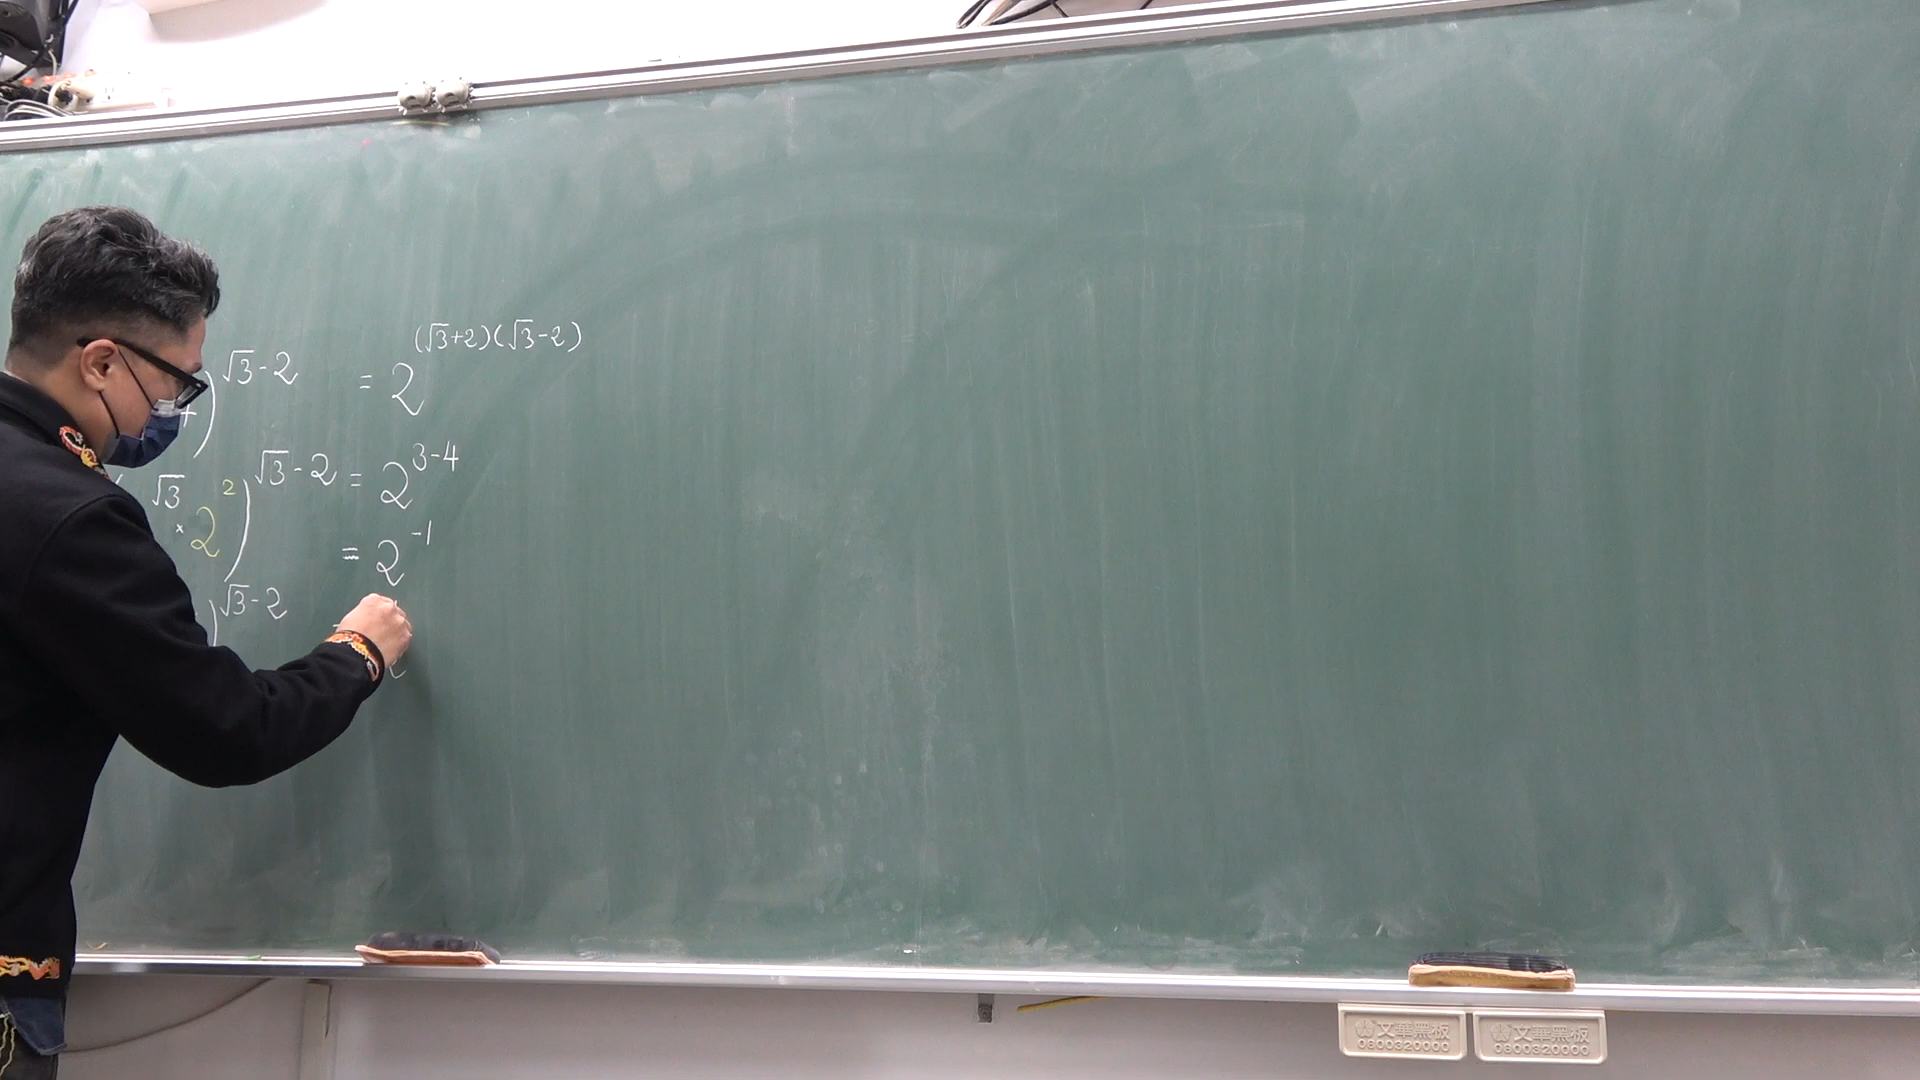 )^{√3-2} = 2^{(√3+2)(√3-2)}
√3 × 2^2)^{√3-2} = 2^{3-4}
= 2^{-1}
)^{√3-2}
文華黑板 文華黑板
0800320000 0800320000